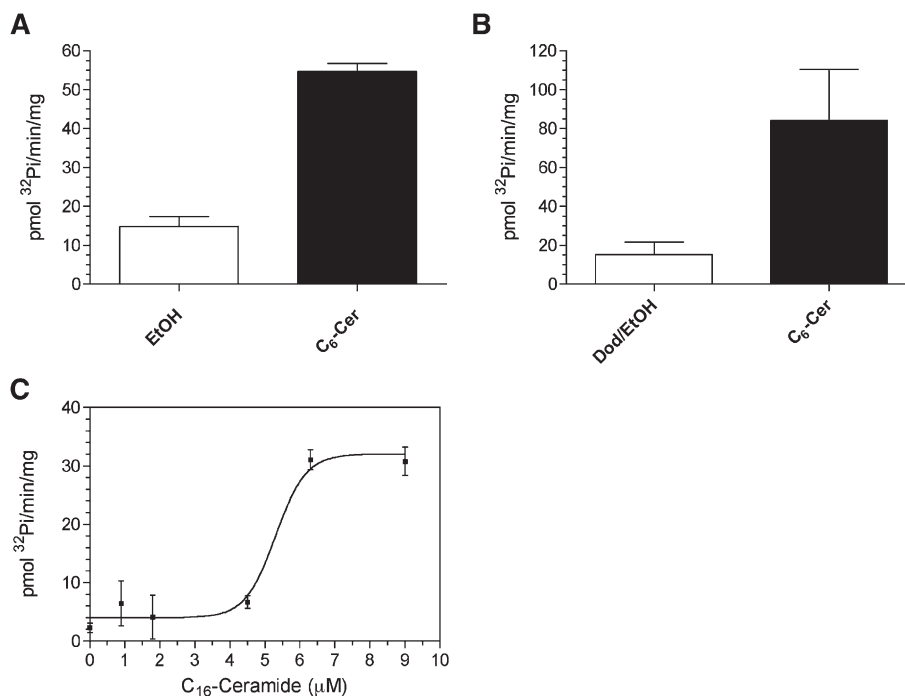 A
pmol ³²Pi/min/mg
60
50
40
30
20
10
0
EtOH
C₆-Cer
B
pmol ³²Pi/min/mg
120
100
80
60
40
20
0
Dod/EtOH
C₆-Cer
C
pmol ³²Pi/min/mg
40
30
20
10
0
0 1 2 3 4 5 6 7 8 9 10
C₁₆-Ceramide (μM)